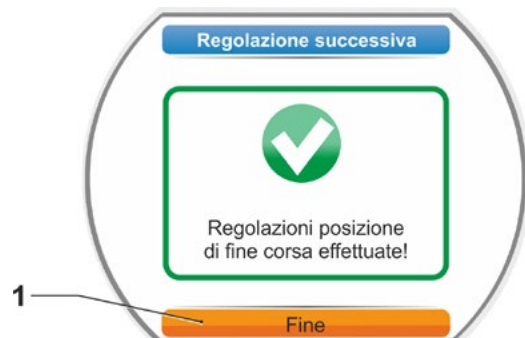 Regolazione successiva
Regolazioni posizione
di fine corsa effettuate!
1
Fine